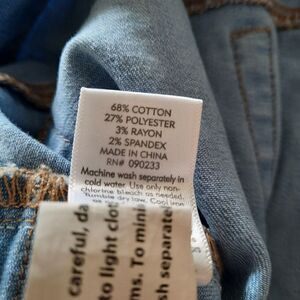 68% COTTON
27% POLYESTER
3% RAYON
2% SPANDEX
MADE IN CHINA
RN# 090233
Machine wash separately in
cold water. Use only non-
chlorine bleach as needed.
Tumble dry low. Cool iron
careful, da
to light clo
ms. To mini
sh separate